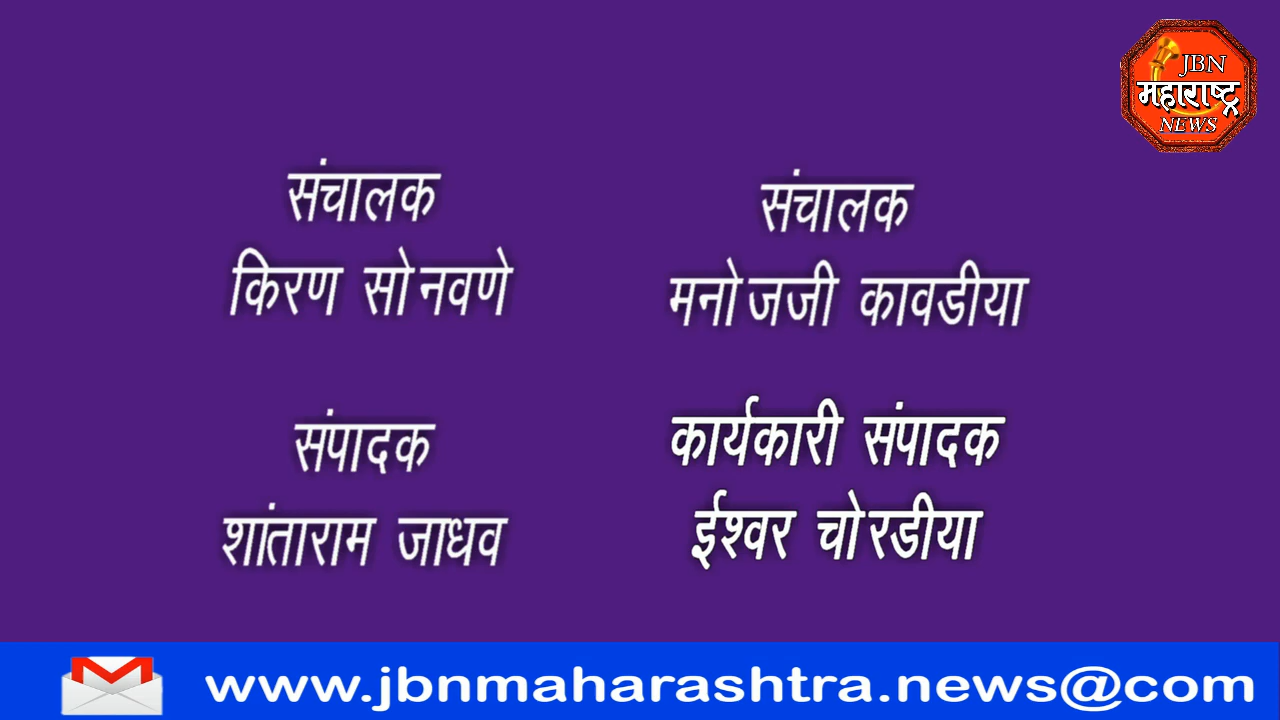 JBN
महाराष्ट्र
NEWS
संचालक
किरण सोनवणे
संचालक
मनोजजी कावडीया
संपादक
शांताराम जाधव
कार्यकारी संपादक
ईश्वर चोरडीया
www.jbnmaharashtra.news@com